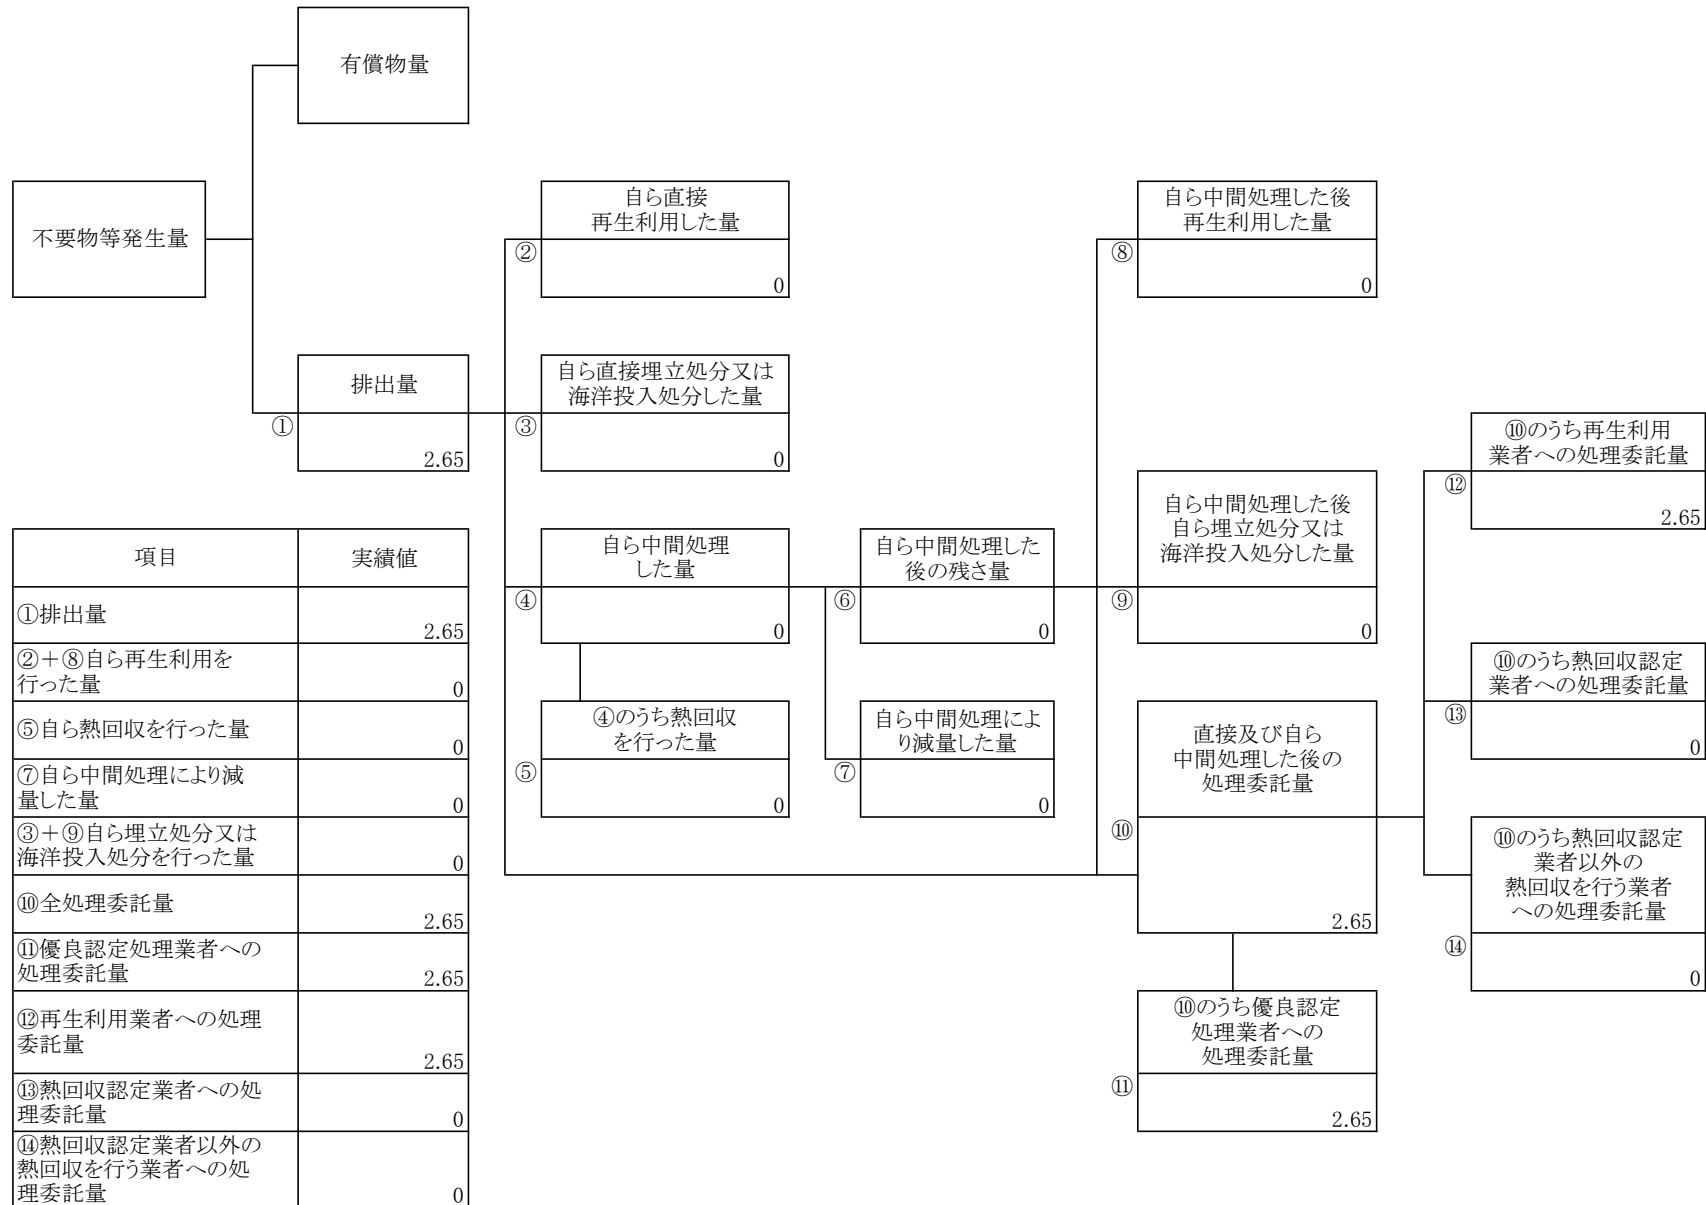 有償物量
不要物等発生量
自ら直接
再生利用した量
②
0
自ら中間処理した後
再生利用した量
⑧
0
排出量
①
2.65
自ら直接埋立処分又は
海洋投入処分した量
③
0
⑩のうち再生利用
業者への処理委託量
⑫
2.65
自ら中間処理
した量
④
0
自ら中間処理した
後の残さ量
⑥
0
自ら中間処理した後
自ら埋立処分又は
海洋投入処分した量
⑨
0
⑩のうち熱回収認定
業者への処理委託量
⑬
0
④のうち熱回収
を行った量
⑤
0
自ら中間処理によ
り減量した量
⑦
0
直接及び自ら
中間処理した後の
処理委託量
⑩
2.65
⑩のうち熱回収認定
業者以外の
熱回収を行う業者
への処理委託量
⑭
0
⑩のうち優良認定
処理業者への
処理委託量
⑪
2.65
項目 実績値
①排出量
2.65
②＋⑧自ら再生利用を
行った量
0
⑤自ら熱回収を行った量
0
⑦自ら中間処理により減
量した量
0
③＋⑨自ら埋立処分又は
海洋投入処分を行った量
0
⑩全処理委託量
2.65
⑪優良認定処理業者への
処理委託量
2.65
⑫再生利用業者への処理
委託量
2.65
⑬熱回収認定業者への処
理委託量
0
⑭熱回収認定業者以外の
熱回収を行う業者への処
理委託量
0